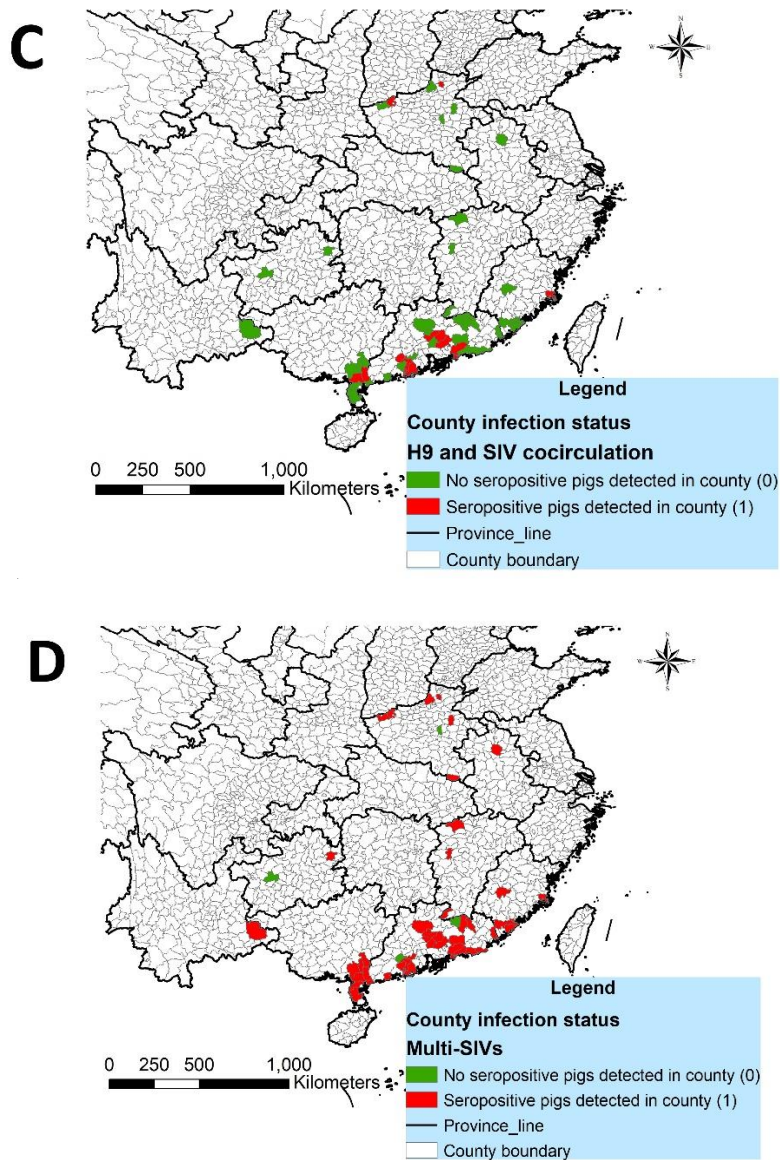 C
N
W
S
Legend
County infection status
H9 and SIV cocirculation
0 250 500 1,000
Kilometers
No seropositive pigs detected in county (0)
Seropositive pigs detected in county (1)
Province_line
County boundary
D
N
W E
S
Legend
County infection status
Multi-SIVs
0 250 500 1,000
Kilometers
No seropositive pigs detected in county (0)
Seropositive pigs detected in county (1)
Province_line
County boundary